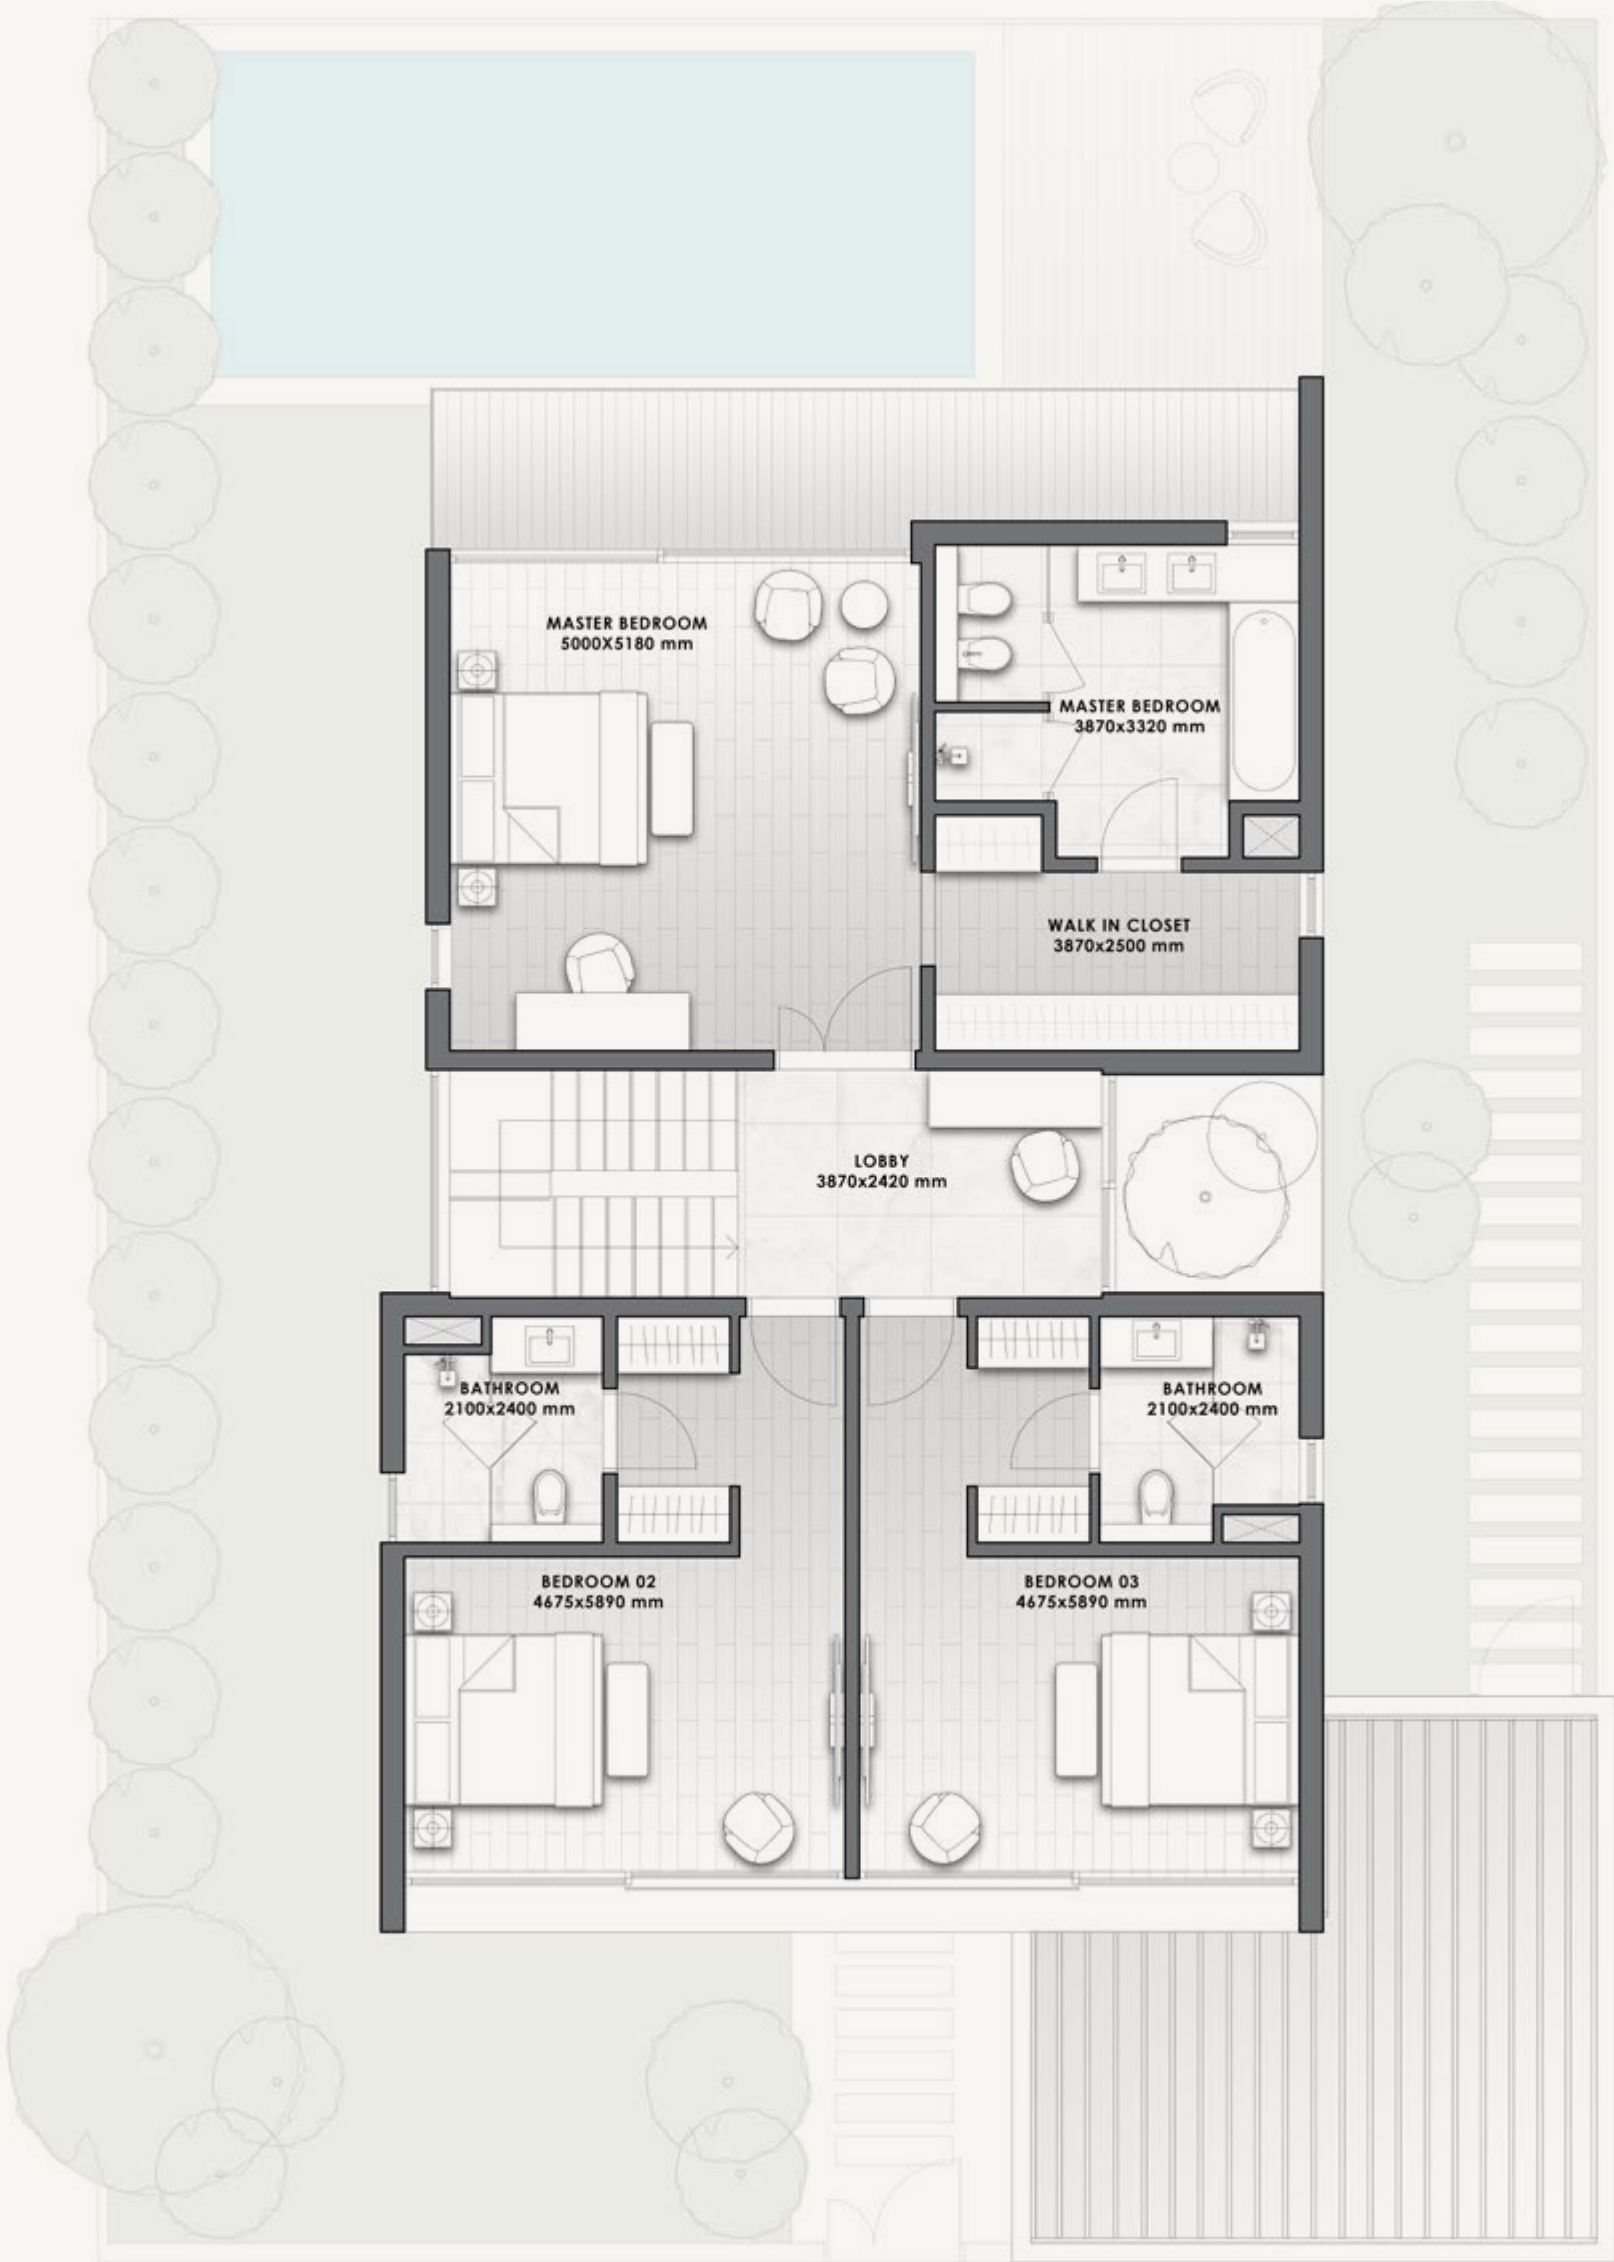 MASTER BEDROOM
5000X5180 mm
MASTER BEDROOM
3870x3320 mm
WALK IN CLOSET
3870x2500 mm
LOBBY
3870x2420 mm
BATHROOM
2100x2400 mm
BATHROOM
2100x2400 mm
BEDROOM 02
4675x5890 mm
BEDROOM 03
4675x5890 mm